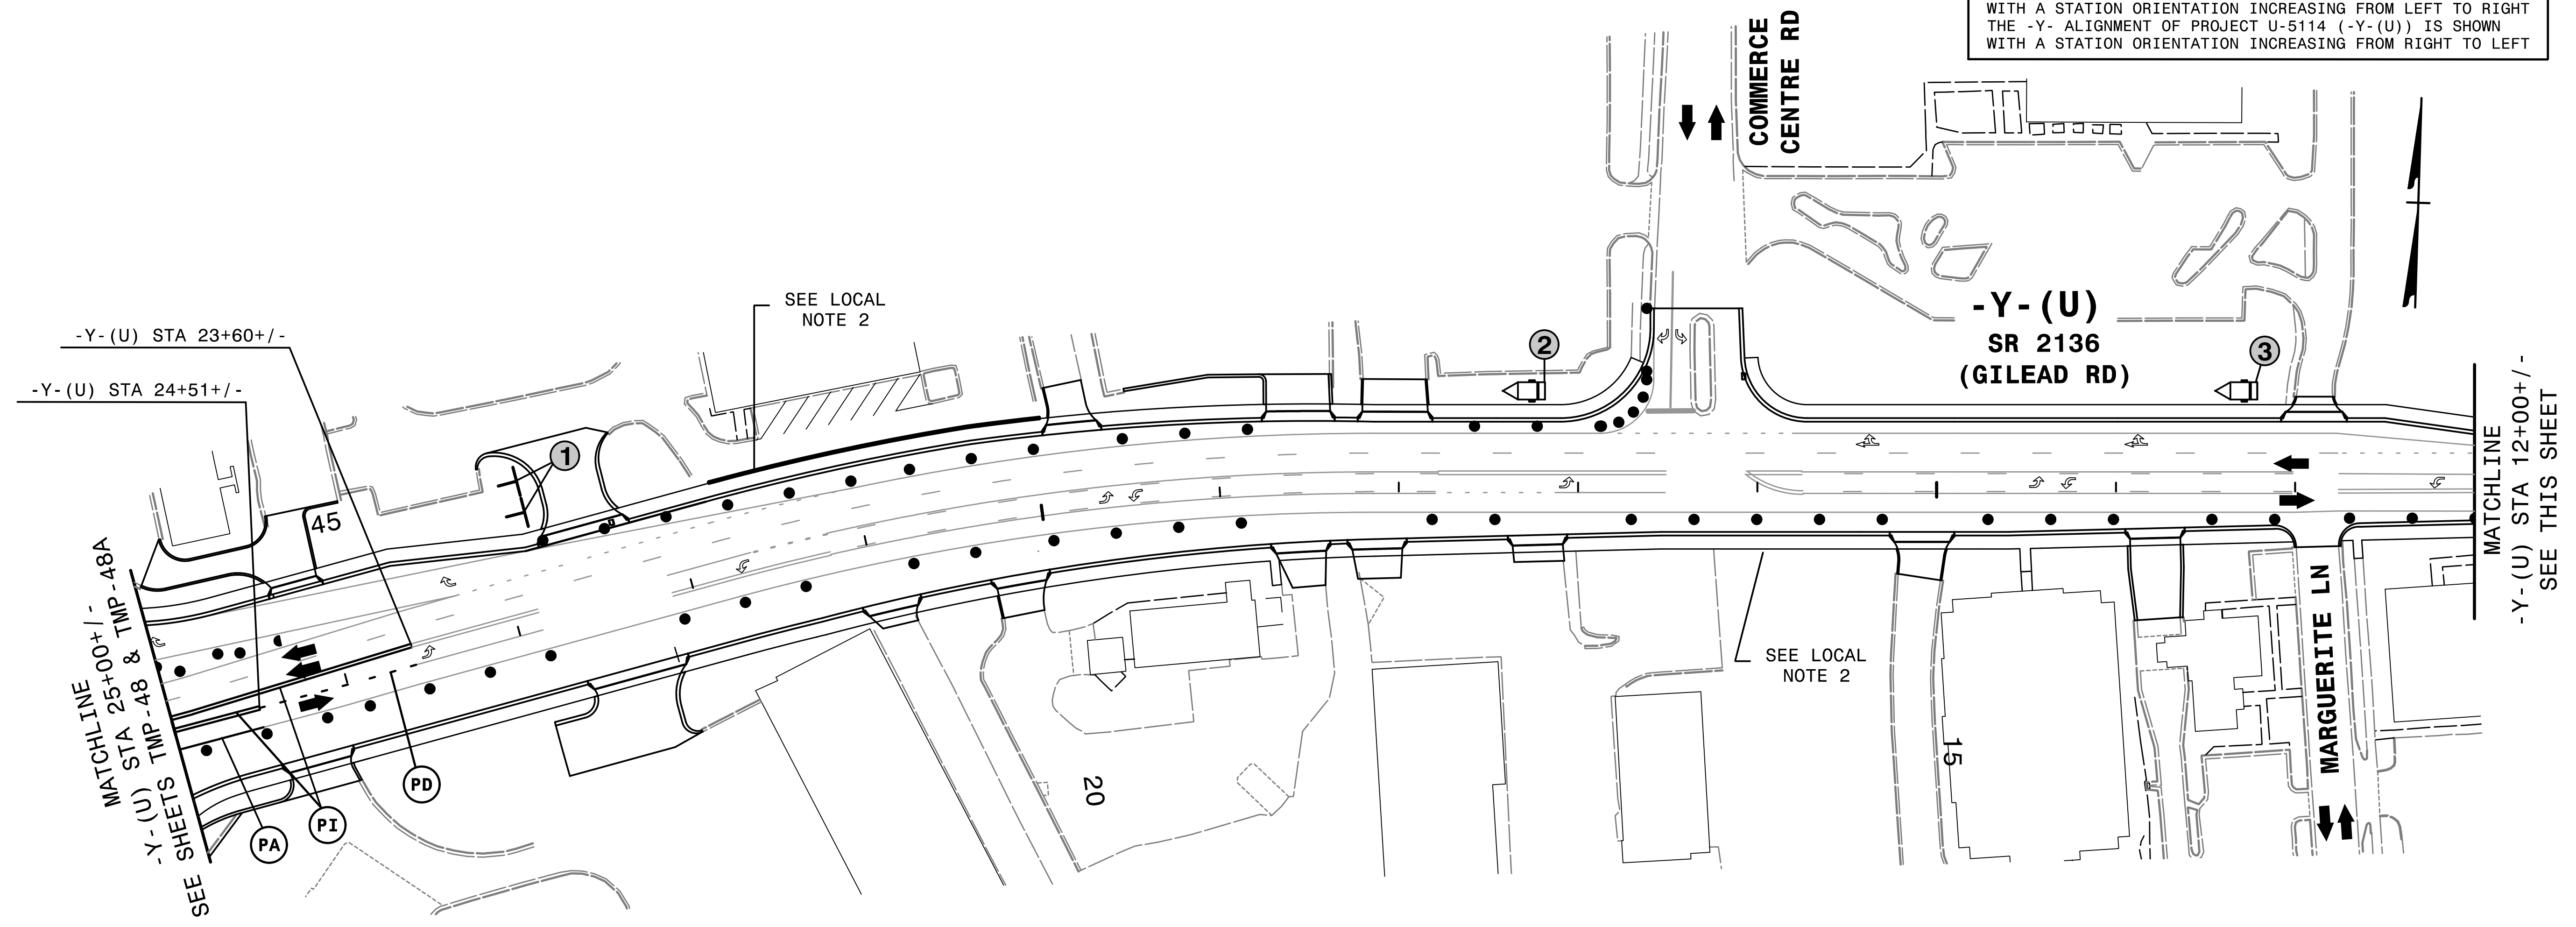 WITH A STATION ORIENTATION INCREASING FROM LEFT TO RIGHT
THE -Y- ALIGNMENT OF PROJECT U-5114 (-Y-(U)) IS SHOWN
WITH A STATION ORIENTATION INCREASING FROM RIGHT TO LEFT
COMMERCE
CENTRE RD
-Y-(U)
SR 2136
(GILEAD RD)
SEE LOCAL
NOTE 2
-Y-(U) STA 23+60+/-
-Y-(U) STA 24+51+/-
1
2
3
45
MATCHLINE
-Y-(U) STA 25+00+/-
SEE SHEETS TMP-48 & TMP-48A
PA
PI
PD
20
15
SEE LOCAL
NOTE 2
MARGUERITE LN
MATCHLINE
-Y-(U) STA 12+00+/-
SEE THIS SHEET